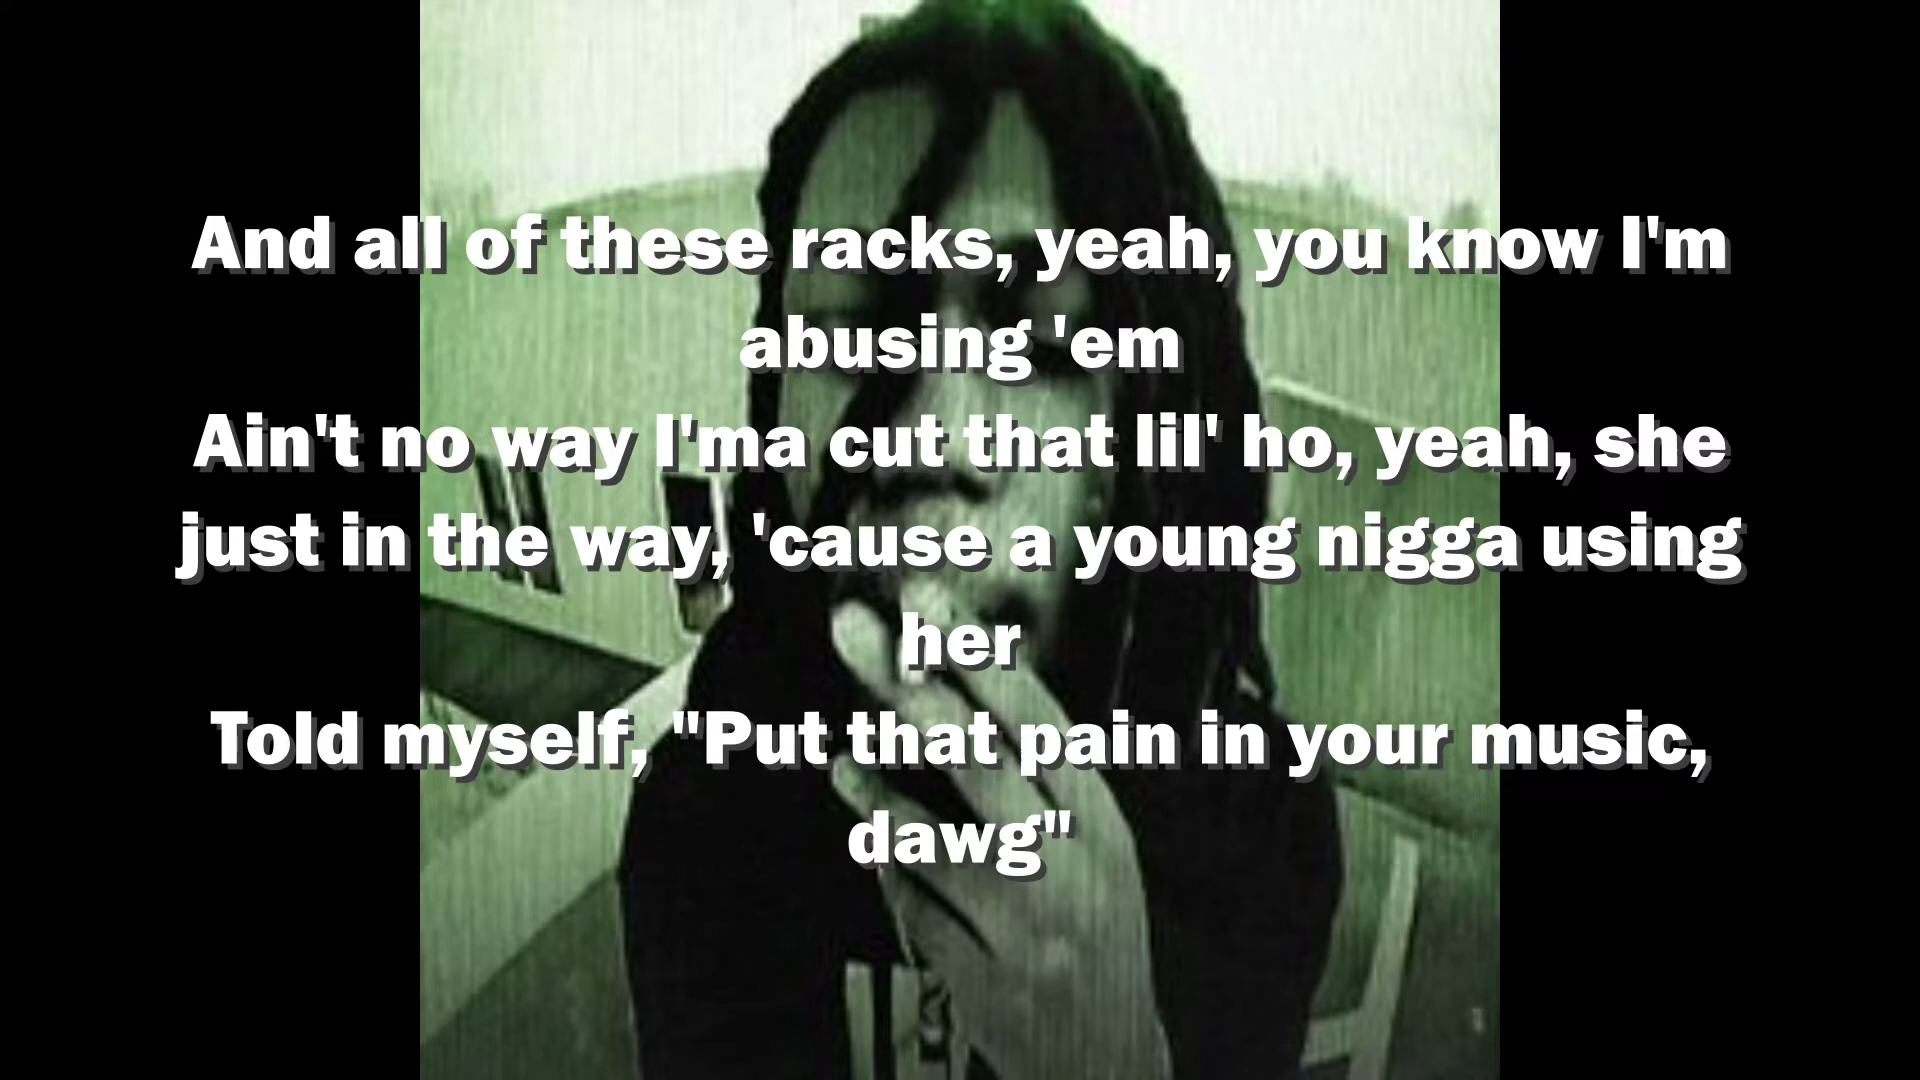 And all of these racks, yeah, you know I'm
abusing 'em
Ain't no way I'ma cut that lil' ho, yeah, she
just in the way, 'cause a young nigga using
her
Told myself, "Put that pain in your music,
dawg"